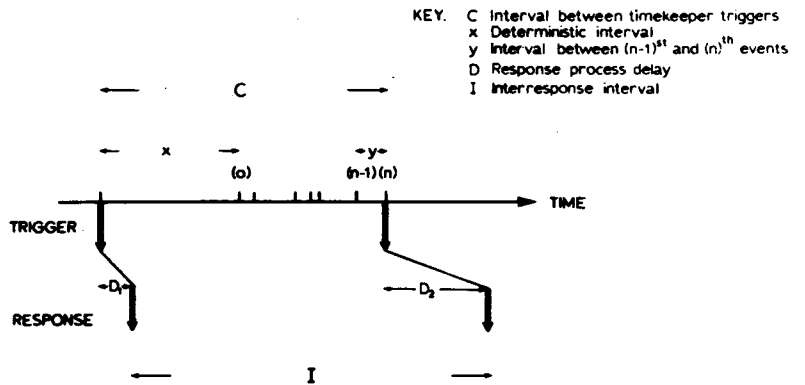 KEY. C Interval between timekeeper triggers
x Deterministic interval
y Interval between (n-1)st and (n)th events
D Response process delay
I Interresponse interval
C
x
y
(o)
(n-1)(n)
TIME
TRIGGER
D1
D2
RESPONSE
I